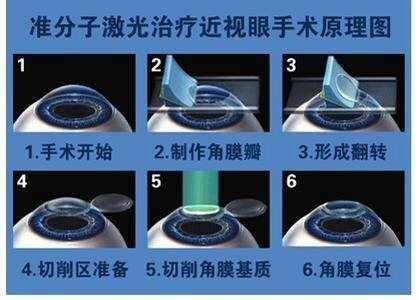 准分子激光治疗近视眼手术原理图
1
2
3
1.手术开始
2.制作角膜瓣
3.形成翻转
4
5
6
4.切削区准备
5.切削角膜基质
6.角膜复位